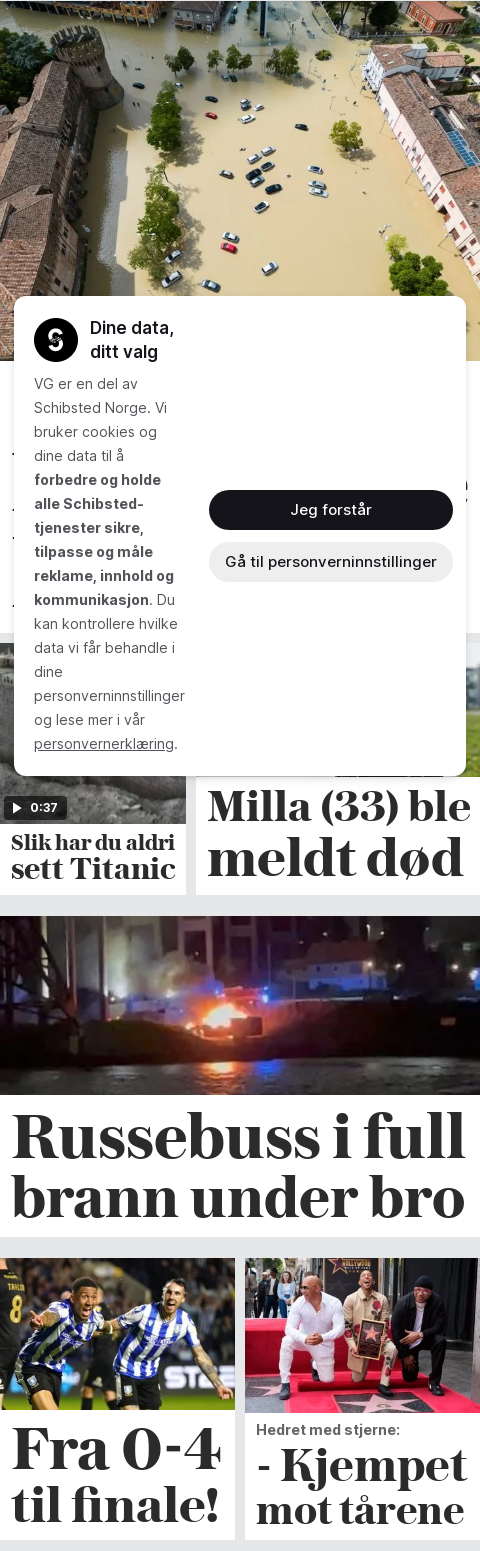 Dine data,
ditt valg
VG er en del av
Schibsted Norge. Vi
bruker cookies og
dine data til å
forbedre og holde
alle Schibsted-
tjenester sikre,
tilpasse og måle
reklame, innhold og
kommunikasjon. Du
kan kontrollere hvilke
data vi får behandle i
dine
personverninnstillinger
og lese mer i vår
personvernerklæring.
Jeg forstår
Gå til personverninnstillinger
0:37
Slik har du aldri
sett Titanic
Milla (33) ble
meldt død
Russebuss i full
brann under bro
8
Fra 0-4
til finale!
HOLLYWOOD
Hedret med stjerne:
- Kjempet
mot tårene